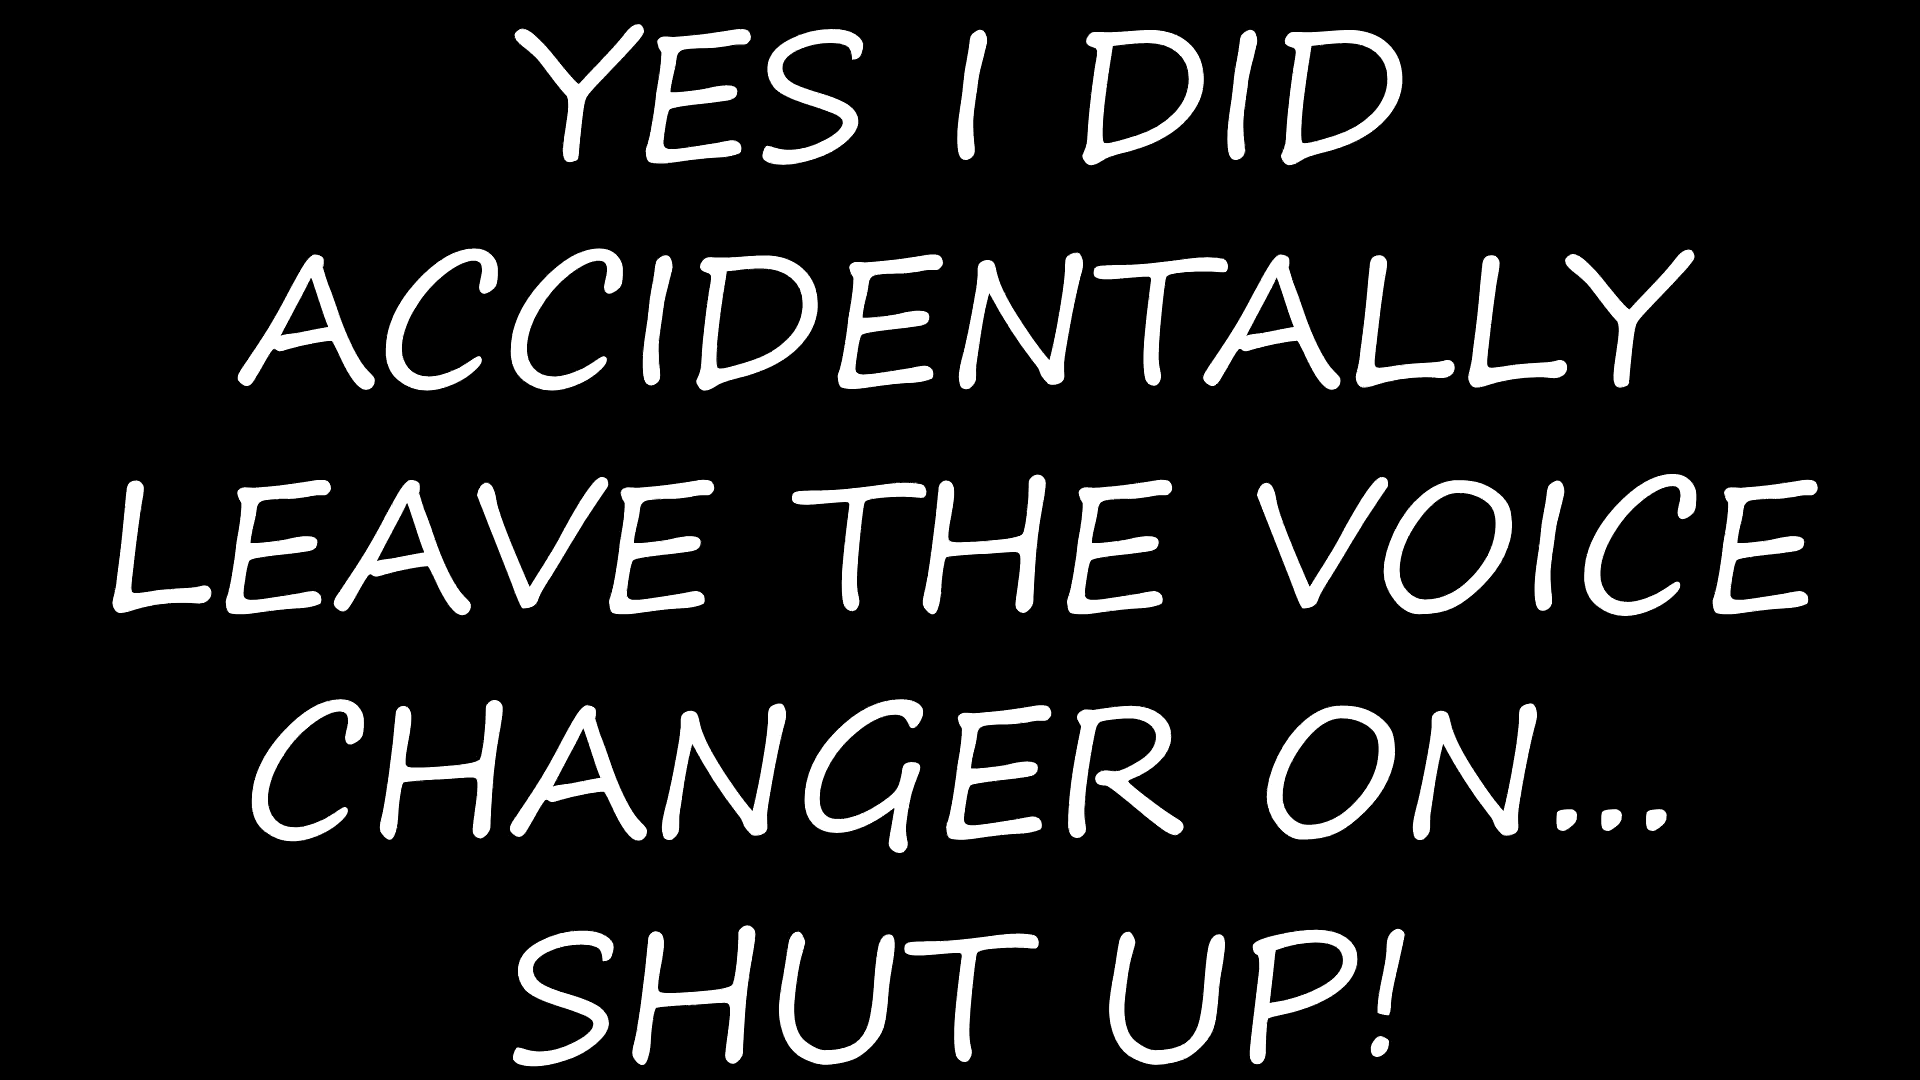 YES I DID
ACCIDENTALLY
LEAVE THE VOICE
CHANGER ON...
SHUT UP!